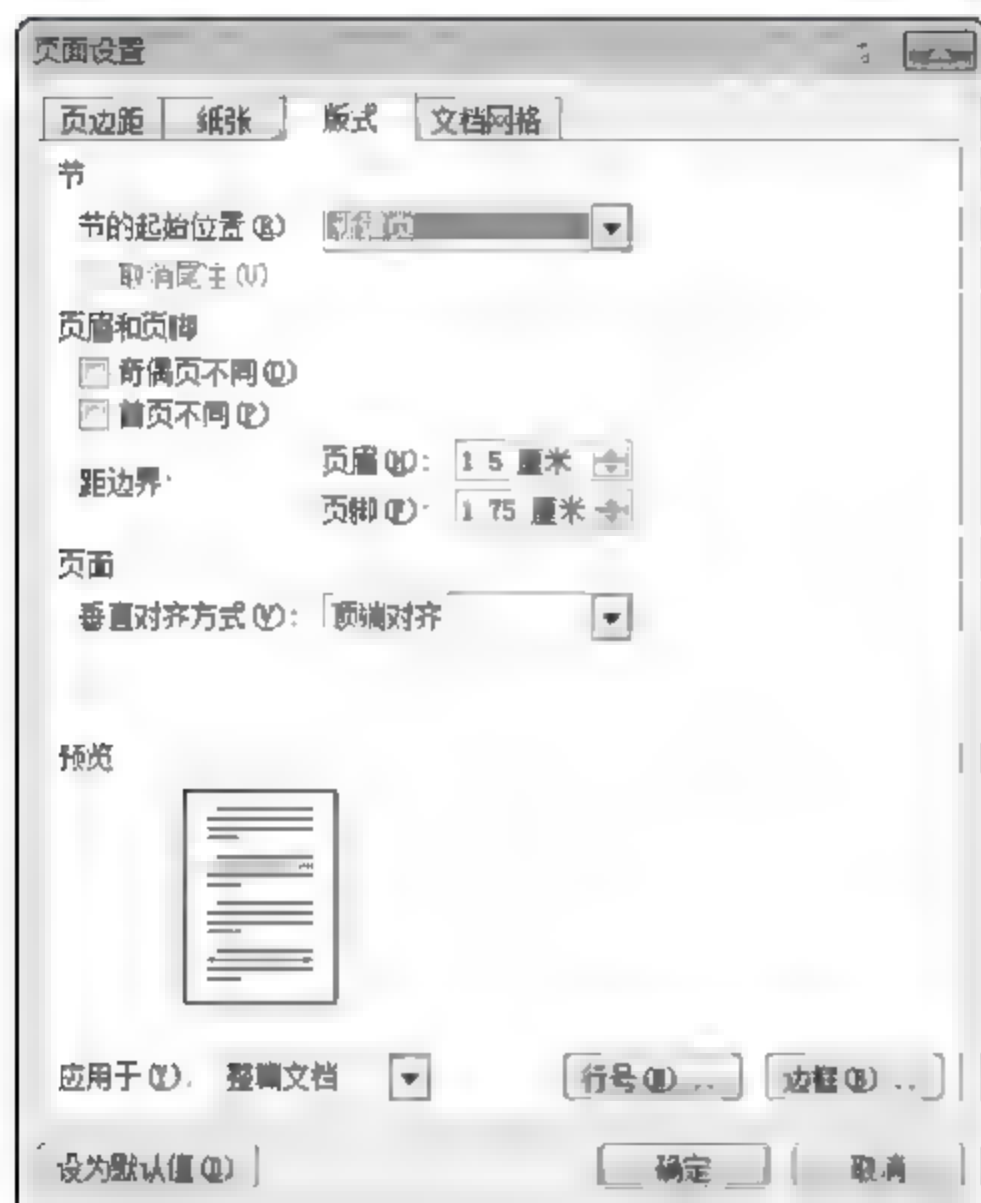 页面设置
页边距 纸张 版式 文档网格
节
节的起始位置(R) 新建页
取消尾注(U)
页眉和页脚
奇偶页不同(O)
首页不同(P)
距边界: 页眉(H): 1 5 厘米
页脚(F): 1 75 厘米
页面
垂直对齐方式(V): 顶端对齐
预览
应用于(Y): 整篇文档 行号(N) .. 边框(B) ..
设为默认值(D) 确定 取消